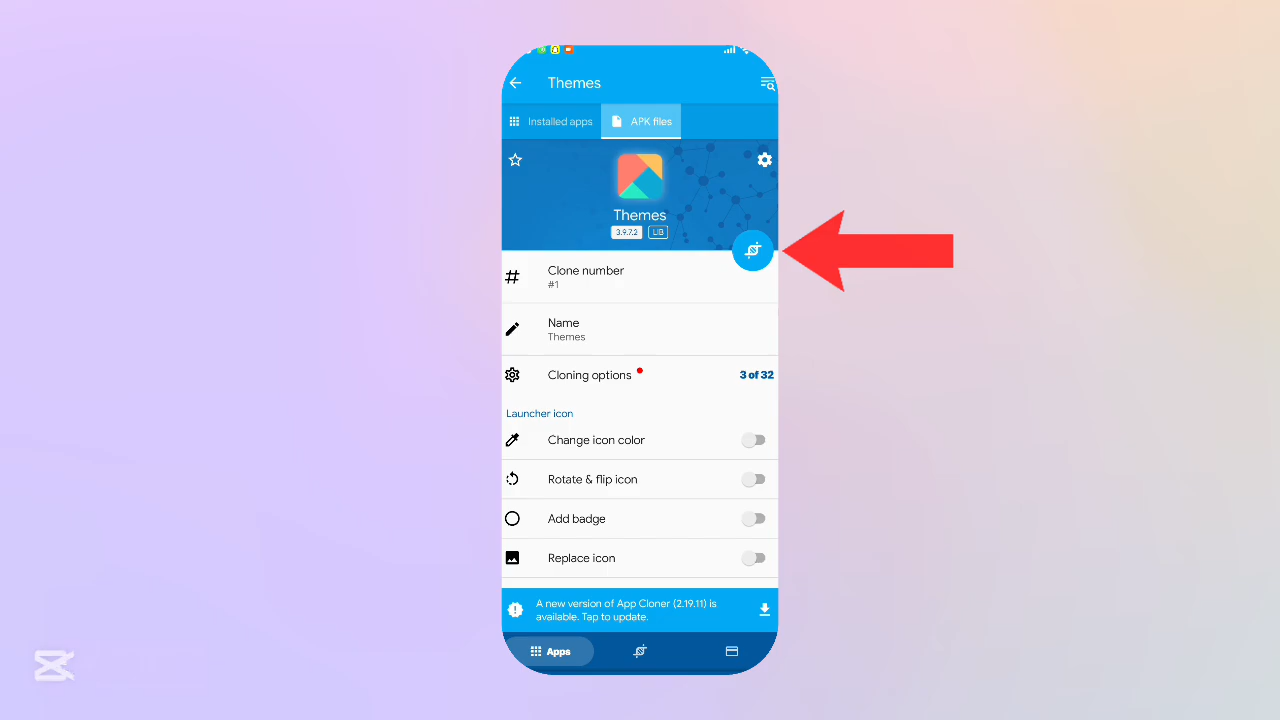 Themes
Installed apps
APK files
Themes
3.9.7.2 LIB
Clone number
#1
Name
Themes
Cloning options
3 of 32
Launcher icon
Change icon color
Rotate & flip icon
Add badge
Replace icon
A new version of App Cloner (2.19.11) is
available. Tap to update.
Apps